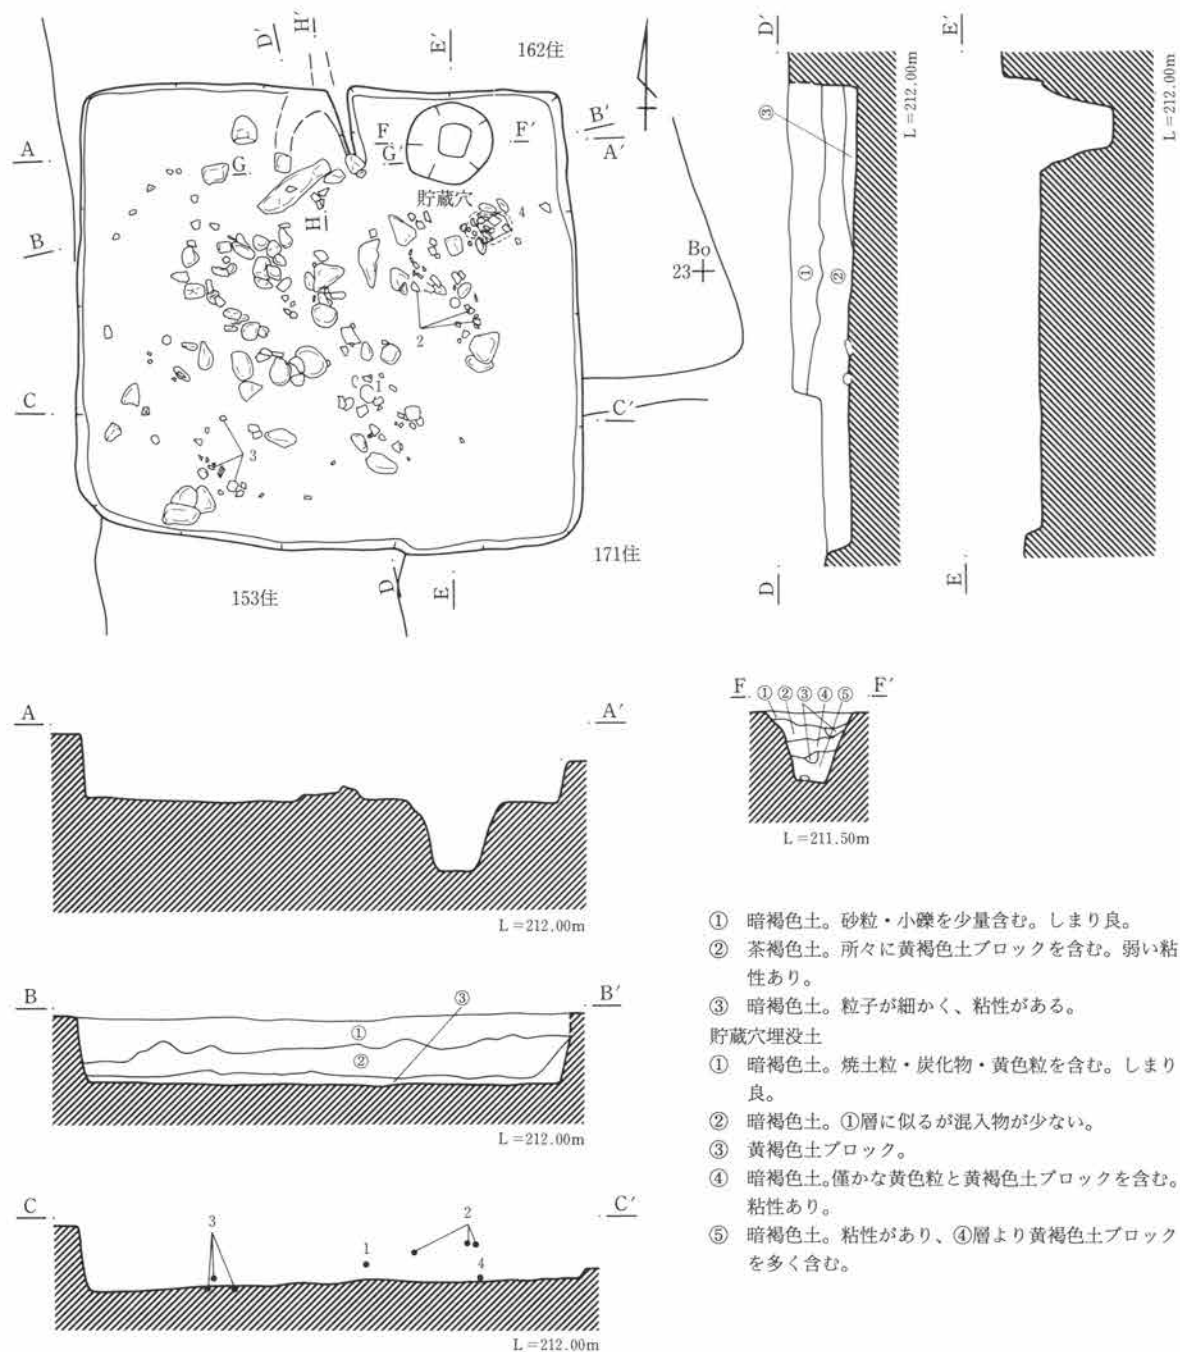 H′
D′
E′
162住
B′
A′
A
F
F′
G′
G
貯蔵穴
4
H
B
Bo
23
2
1
C
C′
3
171住
153住
D
E
D′
L=212.00m
③
①
②
D
E′
L=212.00m
E
A
A′
L=212.00m
B
③
B′
①
②
L=212.00m
C
C′
3
2
1
4
L=212.00m
F
①②③④⑤
F′
L=211.50m
① 暗褐色土。砂粒・小礫を少量含む。しまり良。
② 茶褐色土。所々に黄褐色土ブロックを含む。弱い粘
性あり。
③ 暗褐色土。粒子が細かく、粘性がある。
貯蔵穴埋没土
① 暗褐色土。焼土粒・炭化物・黄色粒を含む。しまり
良。
② 暗褐色土。①層に似るが混入物が少ない。
③ 黄褐色土ブロック。
④ 暗褐色土。僅かな黄色粒と黄褐色土ブロックを含む。
粘性あり。
⑤ 暗褐色土。粘性があり、④層より黄褐色土ブロック
を多く含む。